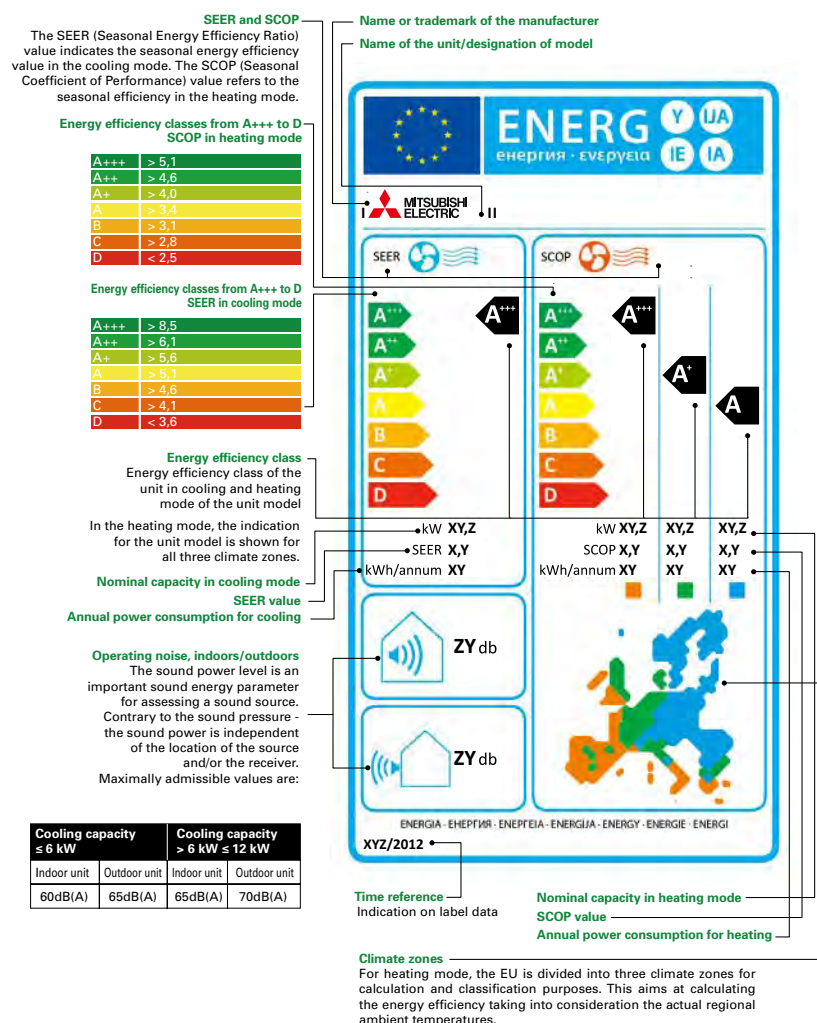 SEER and SCOP
The SEER (Seasonal Energy Efficiency Ratio)
value indicates the seasonal energy efficiency
value in the cooling mode. The SCOP (Seasonal
Coefficient of Performance) value refers to the
seasonal efficiency in the heating mode.
Name or trademark of the manufacturer
Name of the unit/designation of model
Energy efficiency classes from A+++ to D
SCOP in heating mode
A+++ > 5,1
A++ > 4,6
A+ > 4,0
A > 3,4
B > 3,1
C > 2,8
D < 2,5
Energy efficiency classes from A+++ to D
SEER in cooling mode
A+++ > 8,5
A++ > 6,1
A+ > 5,6
A > 5,1
B > 4,6
C > 4,1
D < 3,6
Energy efficiency class
Energy efficiency class of the
unit in cooling and heating
mode of the unit model
In the heating mode, the indication
for the unit model is shown for
all three climate zones.
Nominal capacity in cooling mode
SEER value
Annual power consumption for cooling
Operating noise, indoors/outdoors
The sound power level is an
important sound energy parameter
for assessing a sound source.
Contrary to the sound pressure -
the sound power is independent
of the location of the source
and/or the receiver.
Maximally admissible values are:
Cooling capacity ≤ 6 kW
Cooling capacity > 6 kW ≤ 12 kW
Indoor unit Outdoor unit Indoor unit Outdoor unit
60dB(A) 65dB(A) 65dB(A) 70dB(A)
ENERG Y IJA
енергия · ενεργεια IE IA
I MITSUBISHI
ELECTRIC II
SEER
SCOP
A+++ A+++ A+++ A+++
A++ A++
A+ A+ A+
A A A
B B
C C
D D
kW XY,Z kW XY,Z XY,Z XY,Z
SEER X,Y SCOP X,Y X,Y X,Y
kWh/annum XY kWh/annum XY XY XY
ZY db
ZY db
ENERGIA · ЕНЕРГИЯ · ΕΝΕΡΓΕΙΑ · ENERGIJA · ENERGY · ENERGIE · ENERGI
XYZ/2012
Time reference
Indication on label data
Nominal capacity in heating mode
SCOP value
Annual power consumption for heating
Climate zones
For heating mode, the EU is divided into three climate zones for
calculation and classification purposes. This aims at calculating
the energy efficiency taking into consideration the actual regional
ambient temperatures.